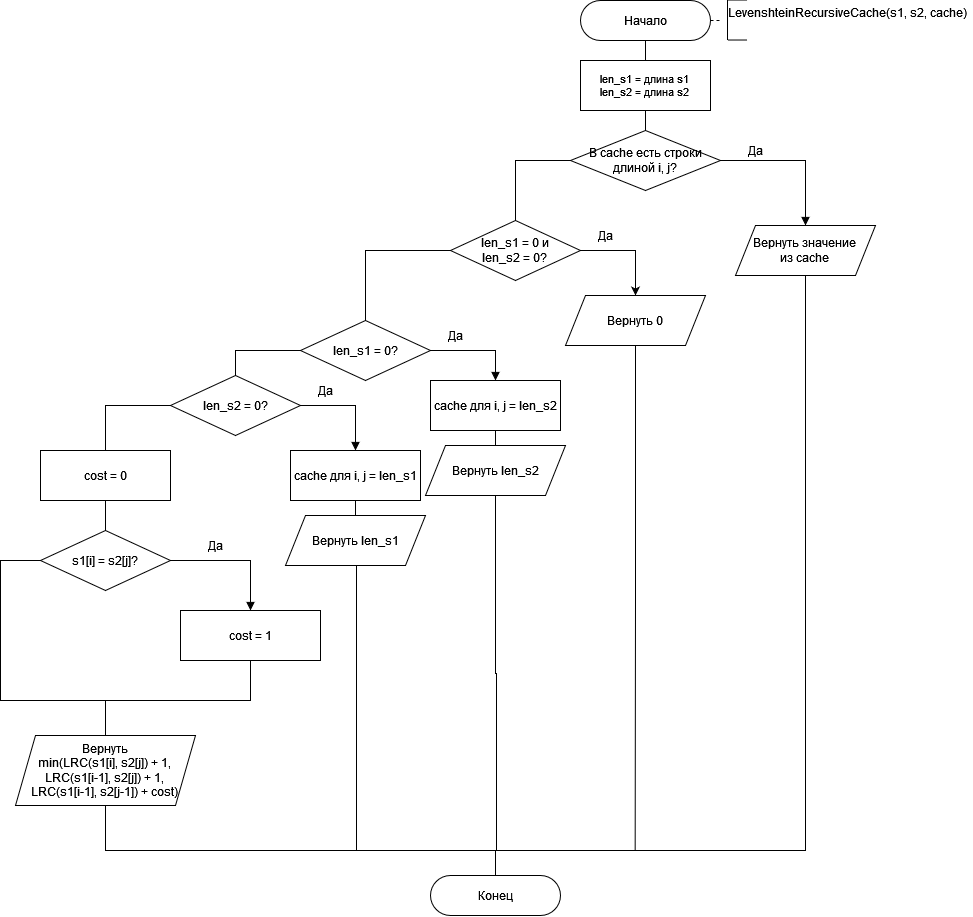 Начало
LevenshteinRecursiveCache(s1, s2, cache)
len_s1 = длина s1
len_s2 = длина s2
В cache есть строки
длиной i, j?
Да
Вернуть значение
из cache
len_s1 = 0 и
len_s2 = 0?
Да
Вернуть 0
len_s1 = 0?
Да
cache для i, j = len_s2
Вернуть len_s2
len_s2 = 0?
Да
cache для i, j = len_s1
Вернуть len_s1
cost = 0
s1[i] = s2[j]?
Да
cost = 1
Вернуть
min(LRC(s1[i], s2[j]) + 1,
LRC(s1[i-1], s2[j]) + 1,
LRC(s1[i-1], s2[j-1]) + cost)
Конец